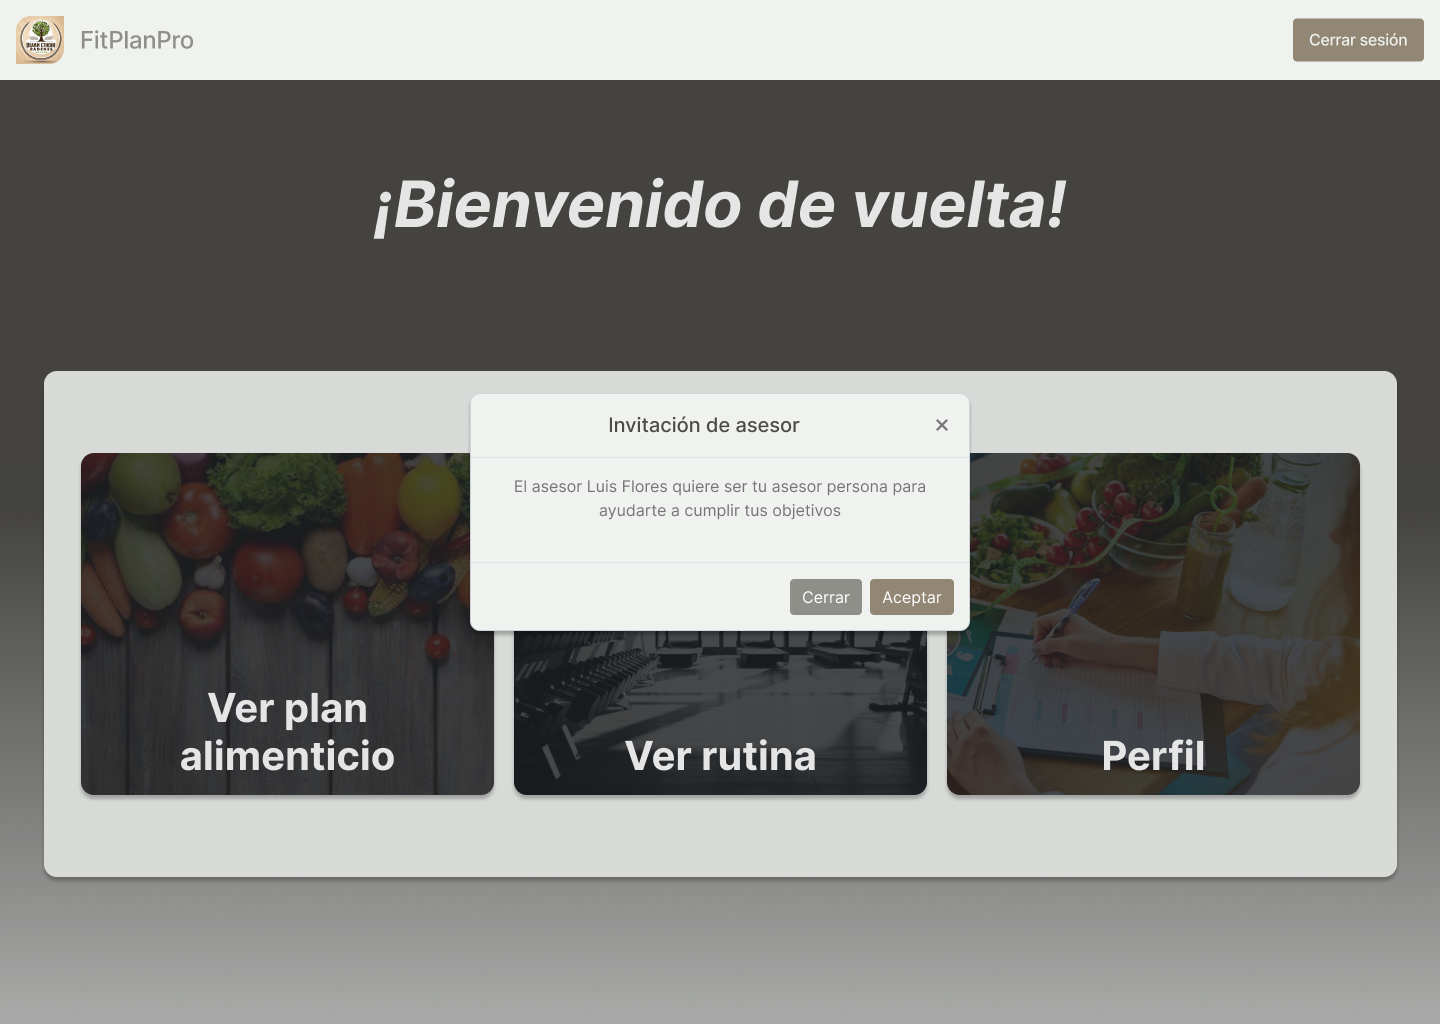 FitPlanPro
Cerrar sesión
¡Bienvenido de vuelta!
Invitación de asesor
El asesor Luis Flores quiere ser tu asesor persona para
ayudarte a cumplir tus objetivos
Cerrar
Aceptar
Ver plan
alimenticio
Ver rutina
Perfil